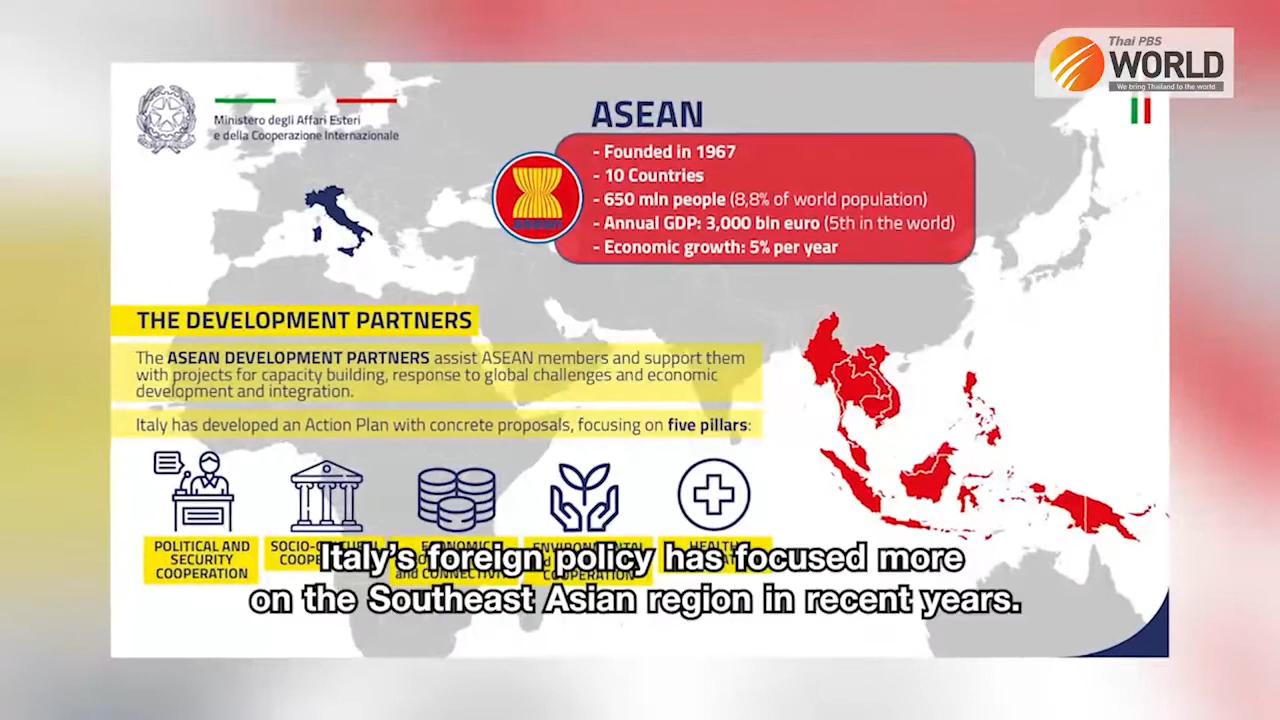 Thai PBS
WORLD
We bring Thailand to the world
Ministero degli Affari Esteri
e della Cooperazione Internazionale
ASEAN
- Founded in 1967
- 10 Countries
- 650 mln people (8,8% of world population)
- Annual GDP: 3,000 bln euro (5th in the world)
- Economic growth: 5% per year
THE DEVELOPMENT PARTNERS
The ASEAN DEVELOPMENT PARTNERS assist ASEAN members and support them
with projects for capacity building, response to global challenges and economic
development and integration.
Italy has developed an Action Plan with concrete proposals, focusing on five pillars:
POLITICAL AND
SECURITY
COOPERATION
and
COOPERATION
Italy's foreign policy has focused more
on the Southeast Asian region in recent years.